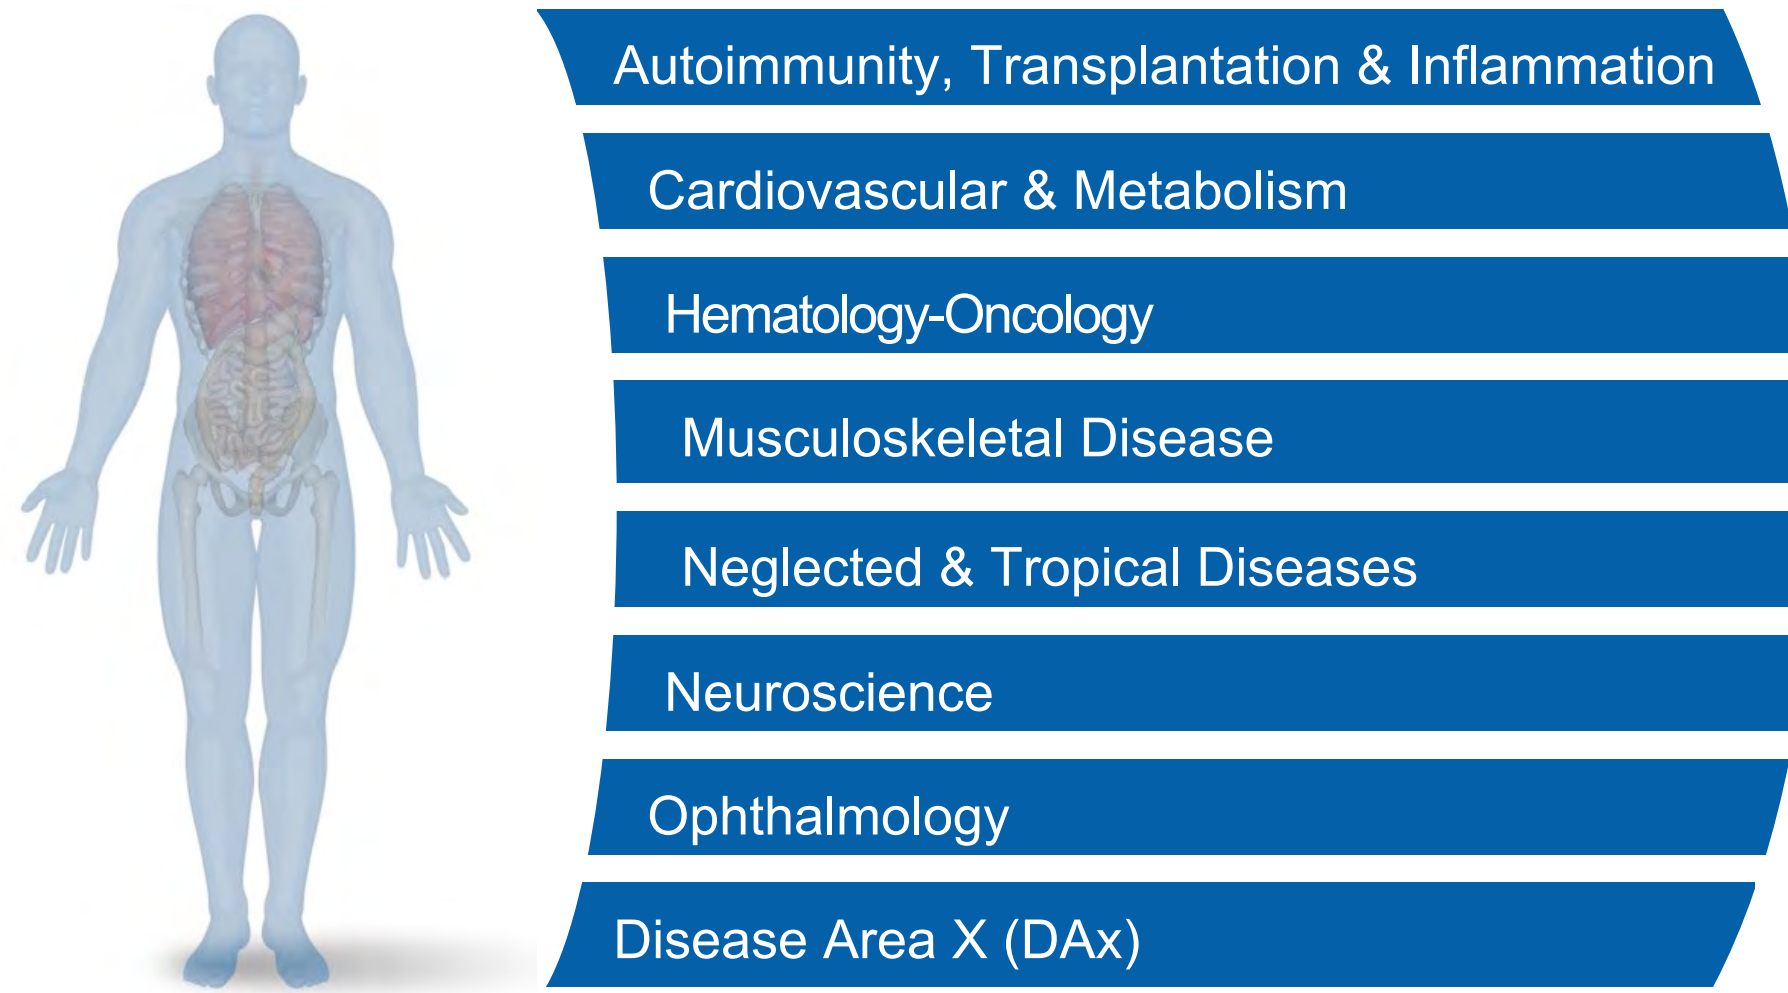 Autoimmunity, Transplantation & Inflammation
Cardiovascular & Metabolism
Hematology-Oncology
Musculoskeletal Disease
Neglected & Tropical Diseases
Neuroscience
Ophthalmology
Disease Area X (DAx)